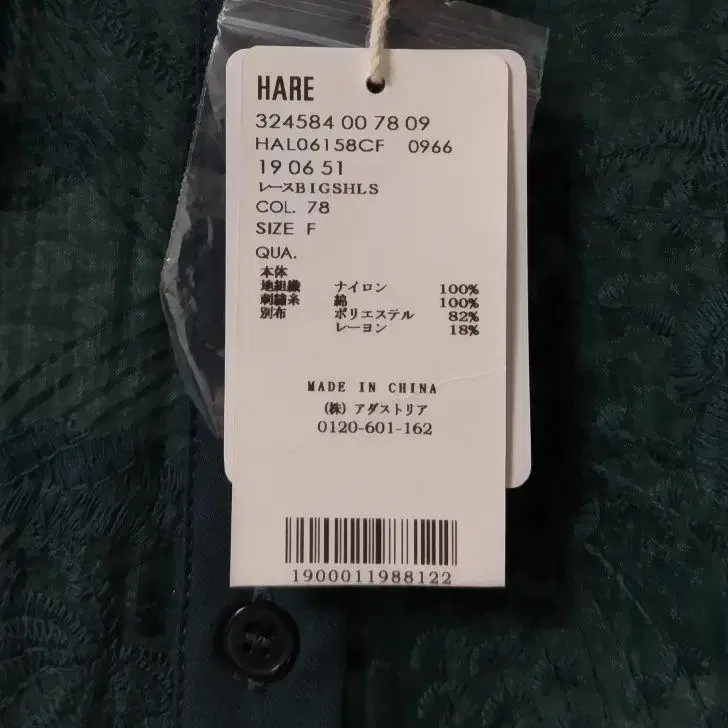 HARE
324584 00 78 09
HAL06158CF 0966
19 06 51
レースBIGSHLS
COL. 78
SIZE F
QUA.
本体
地組織 ナイロン 100%
刺繍糸 綿 100%
別布 ポリエステル 82%
レーヨン 18%
MADE IN CHINA
(株) アダストリア
0120-601-162
1900011988122